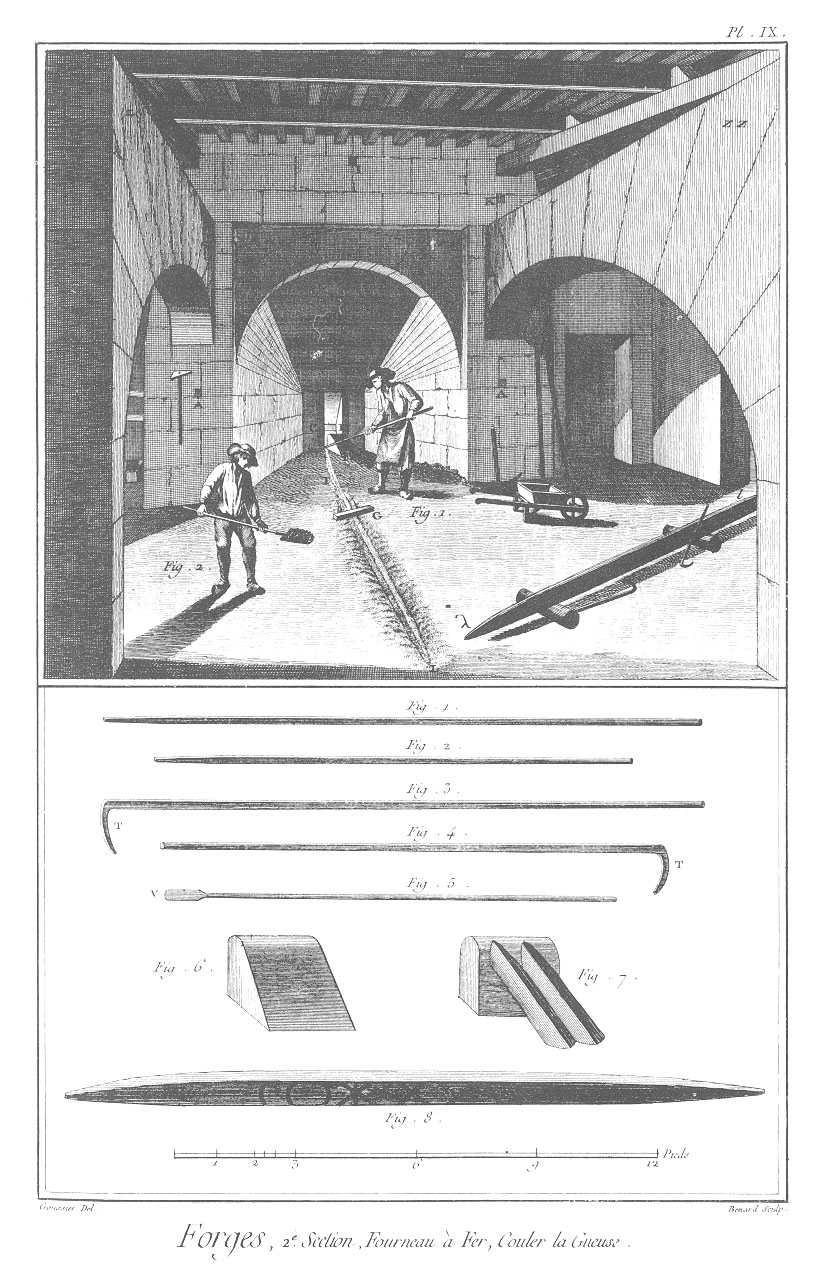 Pl. IX.
ZZ
K
G
Fig. 1.
Fig. 2.
l
λ
Fig. 1.
Fig. 2.
Fig. 3.
T
Fig. 4.
T
Fig. 5.
V
Fig. 6.
Fig. 7.
Fig. 8.
1 2 3 6 9 12 Pieds
Goussier Del.
Benard Sculp.
Forges, 2e. Section, Fourneau à Fer, Couler la Gueuse.